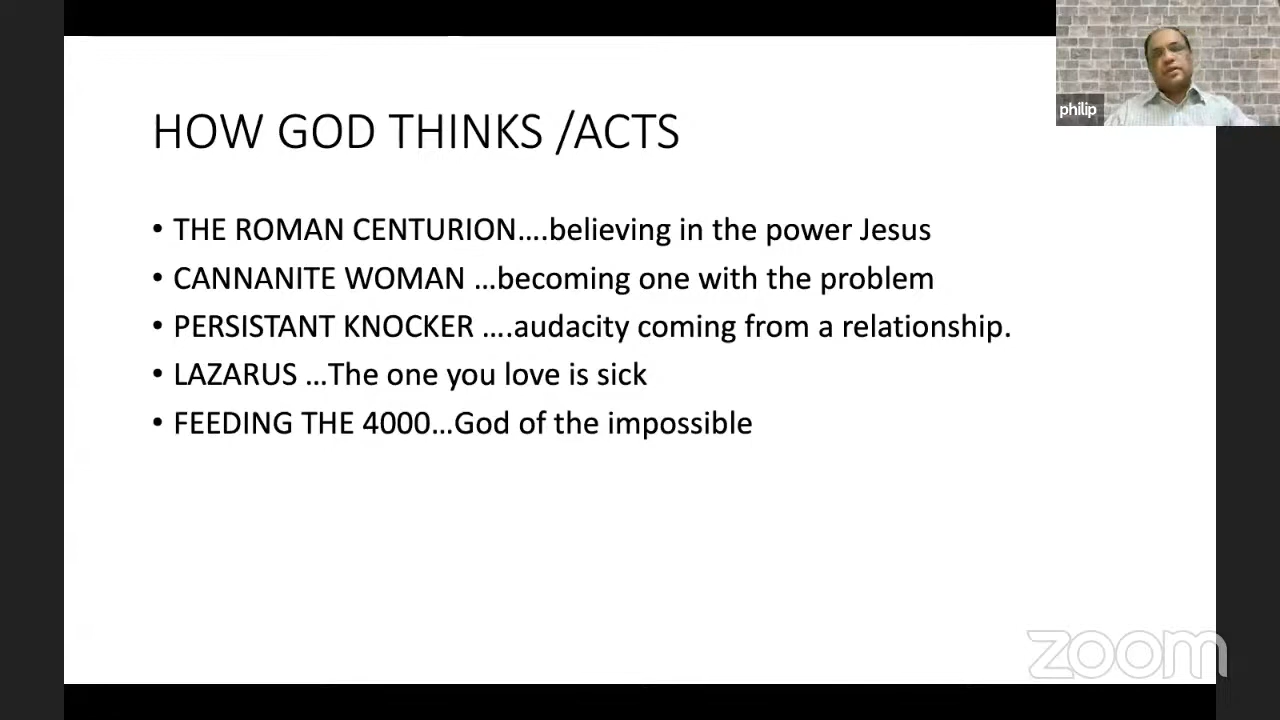 philip
HOW GOD THINKS /ACTS
• THE ROMAN CENTURION….believing in the power Jesus
• CANNANITE WOMAN …becoming one with the problem
• PERSISTANT KNOCKER ….audacity coming from a relationship.
• LAZARUS …The one you love is sick
• FEEDING THE 4000…God of the impossible
zoom